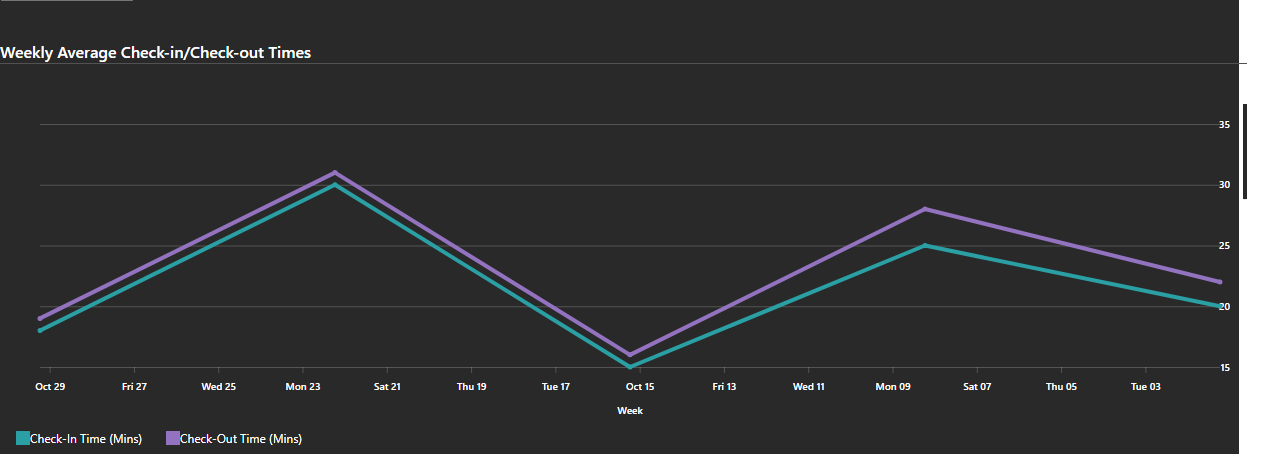 Weekly Average Check-in/Check-out Times
35
30
25
20
15
Oct 29 Fri 27 Wed 25 Mon 23 Sat 21 Thu 19 Tue 17 Oct 15 Fri 13 Wed 11 Mon 09 Sat 07 Thu 05 Tue 03
Week
Check-In Time (Mins) Check-Out Time (Mins)